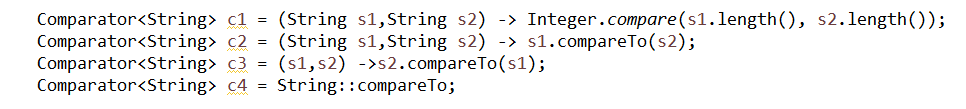 Comparator<String> c1 = (String s1,String s2) -> Integer.compare(s1.length(), s2.length());
Comparator<String> c2 = (String s1,String s2) -> s1.compareTo(s2);
Comparator<String> c3 = (s1,s2) ->s2.compareTo(s1);
Comparator<String> c4 = String::compareTo;